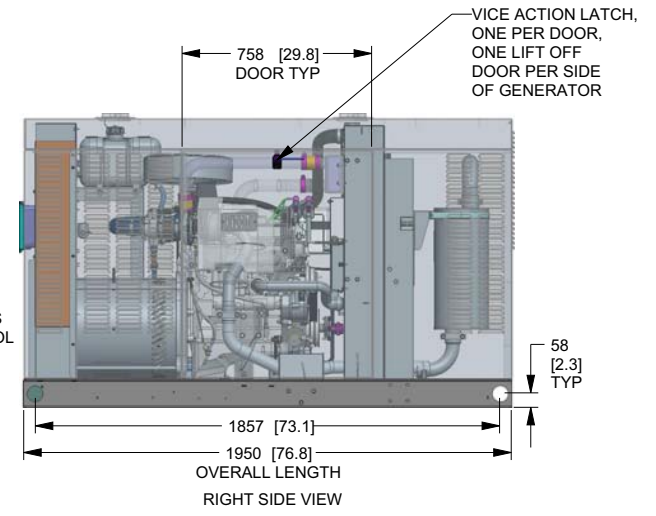 VICE ACTION LATCH,
ONE PER DOOR,
ONE LIFT OFF
DOOR PER SIDE
OF GENERATOR
758 [29.8]
DOOR TYP
OL
58
[2.3]
TYP
1857 [73.1]
1950 [76.8]
OVERALL LENGTH
RIGHT SIDE VIEW